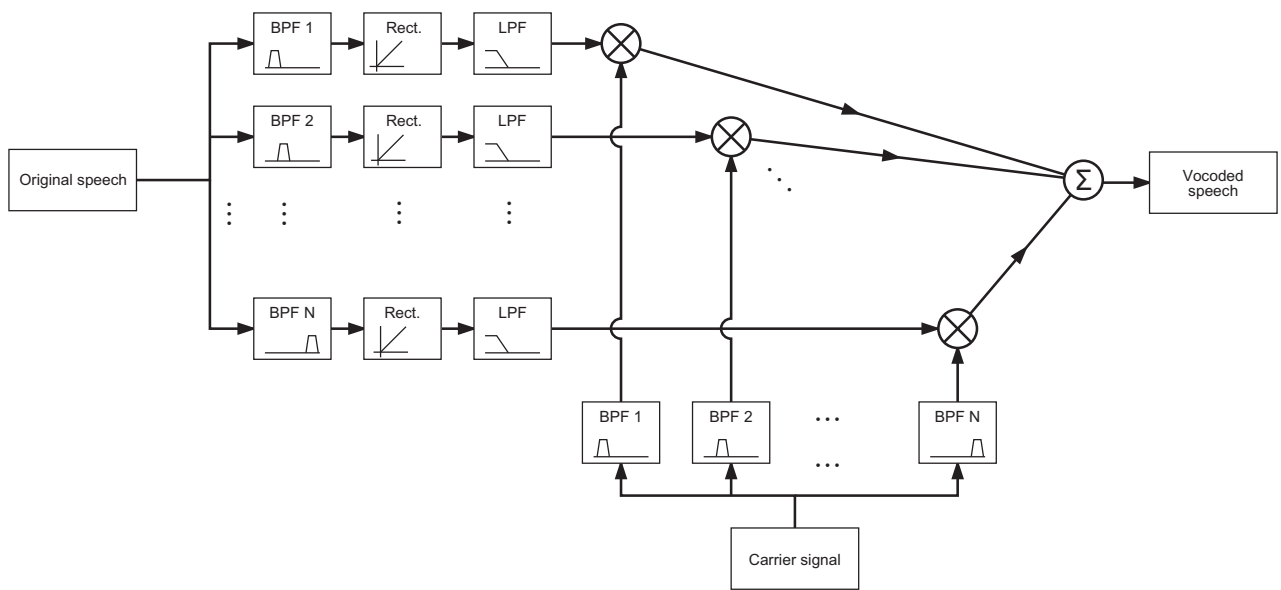 BPF 1
Rect.
LPF
BPF 2
Rect.
LPF
Original speech
Σ
Vocoded
speech
BPF N
Rect.
LPF
BPF 1
BPF 2
BPF N
Carrier signal